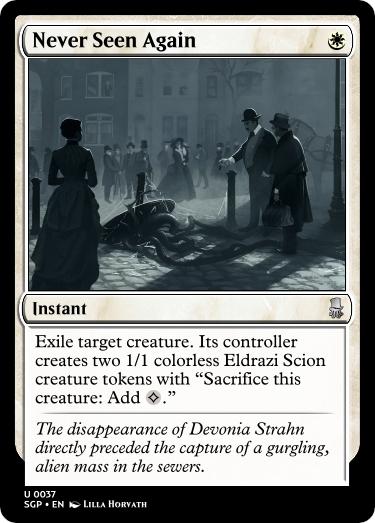 Never Seen Again
Instant
Exile target creature. Its controller
creates two 1/1 colorless Eldrazi Scion
creature tokens with “Sacrifice this
creature: Add .”
The disappearance of Devonia Strahn
directly preceded the capture of a gurgling,
alien mass in the sewers.
U 0037
SGP • EN Lilla Horvath